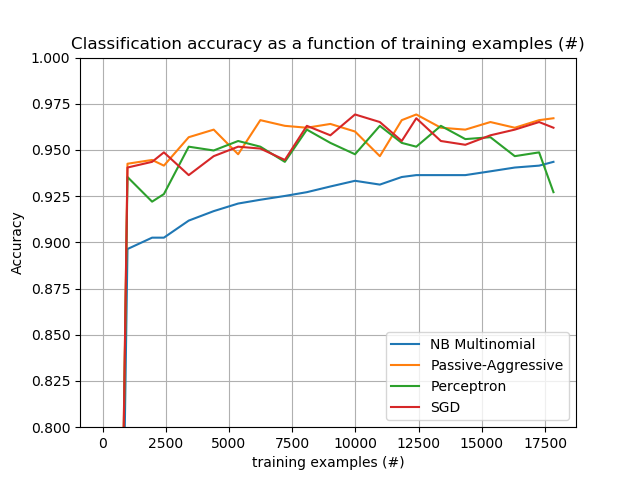 Classification accuracy as a function of training examples (#)
1.000
0.975
0.950
0.925
0.900
0.875
0.850
0.825
0.800
Accuracy
NB Multinomial
Passive-Aggressive
Perceptron
SGD
0 2500 5000 7500 10000 12500 15000 17500
training examples (#)